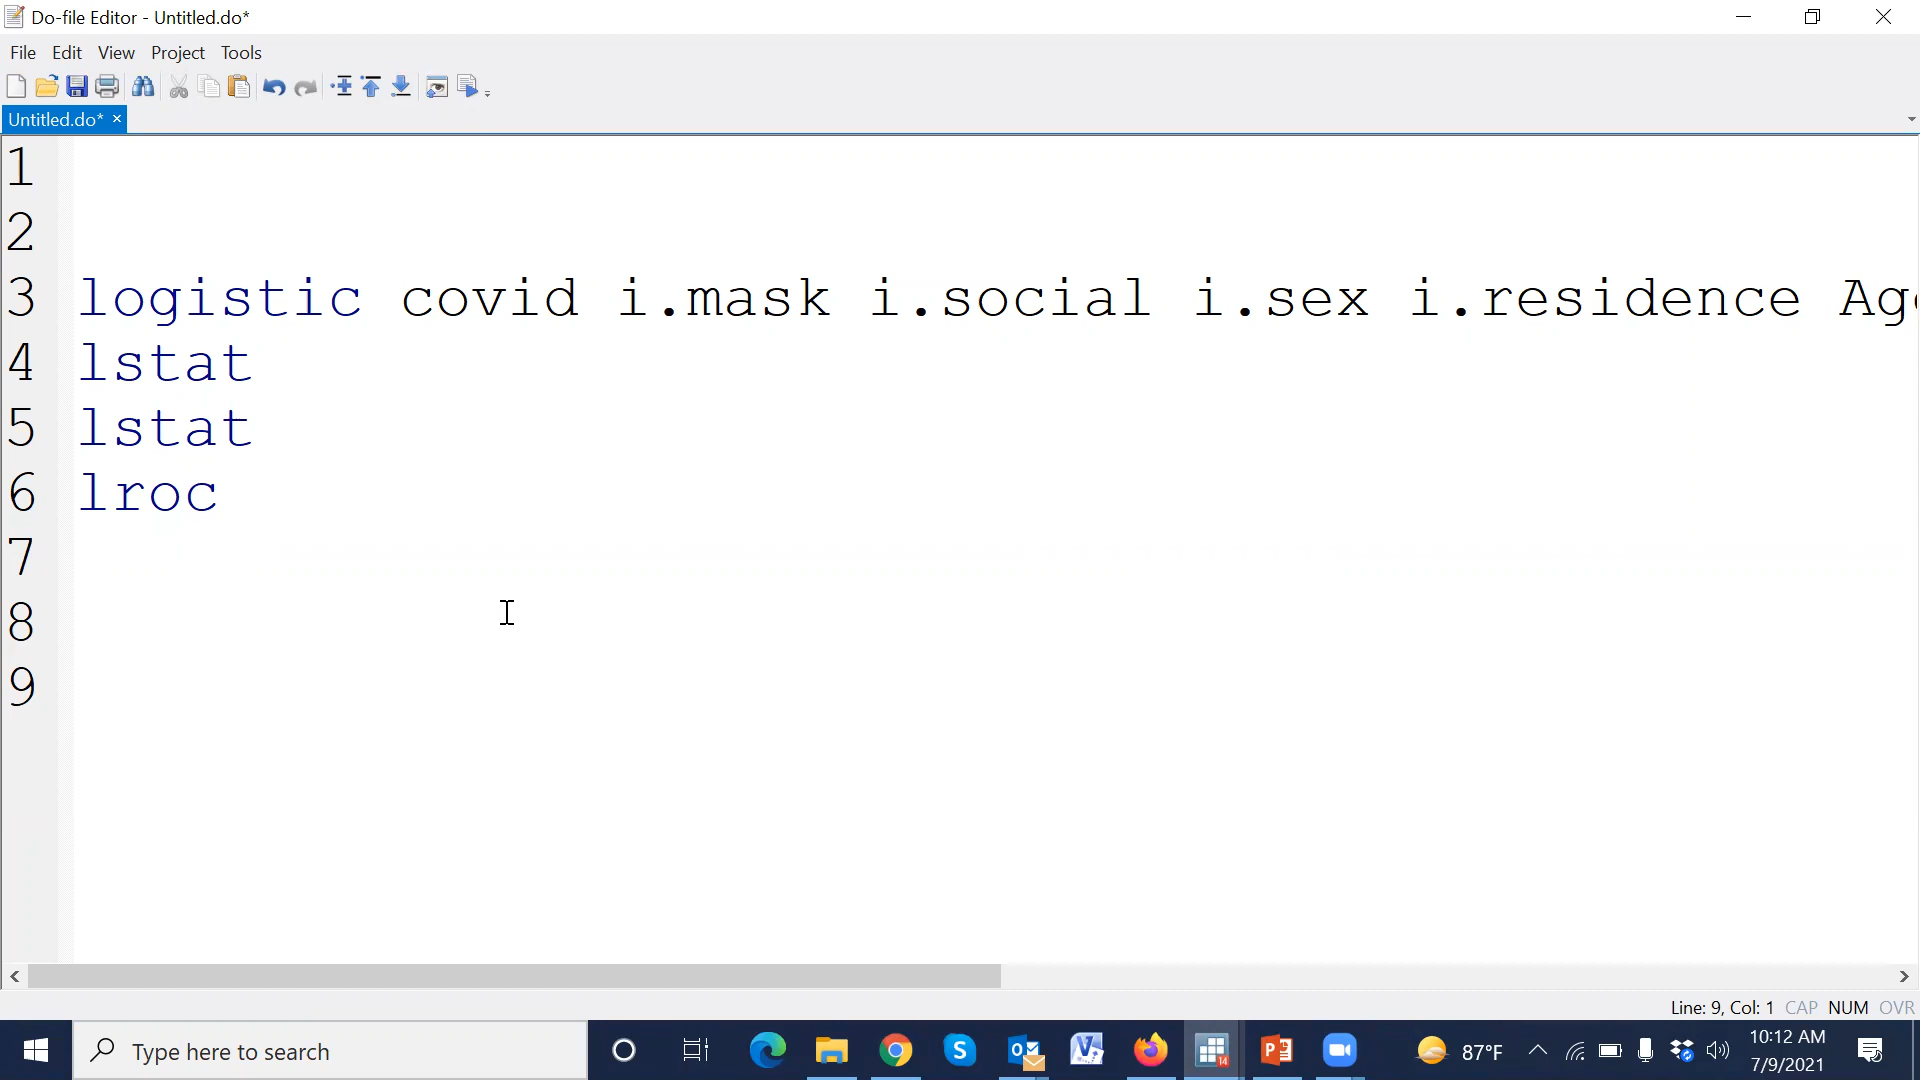 Do-file Editor - Untitled.do*
File Edit View Project Tools
Untitled.do* ×
1
2
3 logistic covid i.mask i.social i.sex i.residence Age
4 lstat
5 lstat
6 lroc
7
8
9
Line: 9, Col: 1 CAP NUM OVR
Type here to search
87°F
10:12 AM
7/9/2021